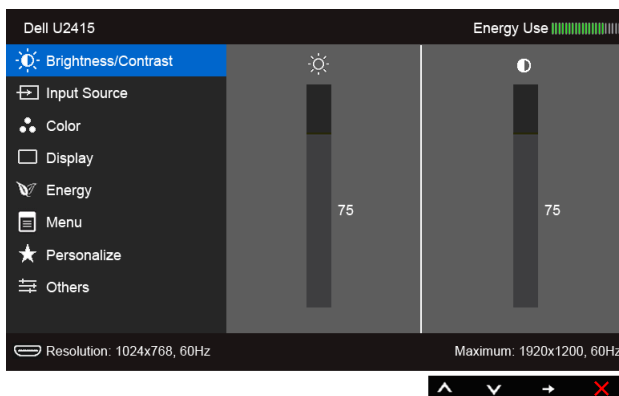 Dell U2415
Energy Use
Brightness/Contrast
Input Source
Color
Display
Energy
Menu
Personalize
Others
75
75
Resolution: 1024x768, 60Hz
Maximum: 1920x1200, 60Hz